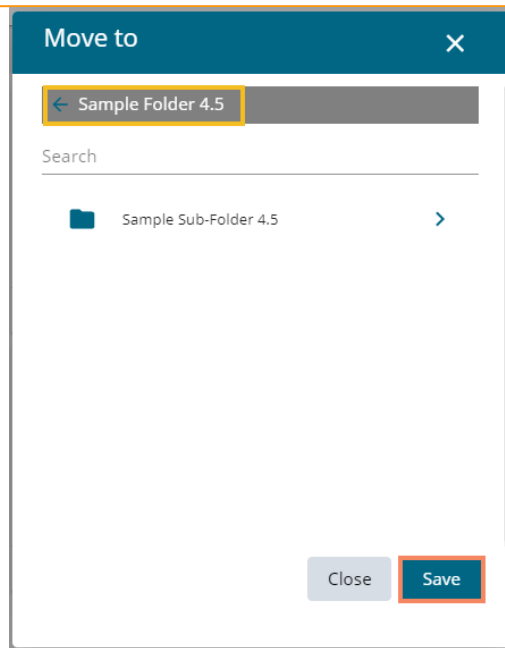 Move to
Sample Folder 4.5
Search
Sample Sub-Folder 4.5
Close Save